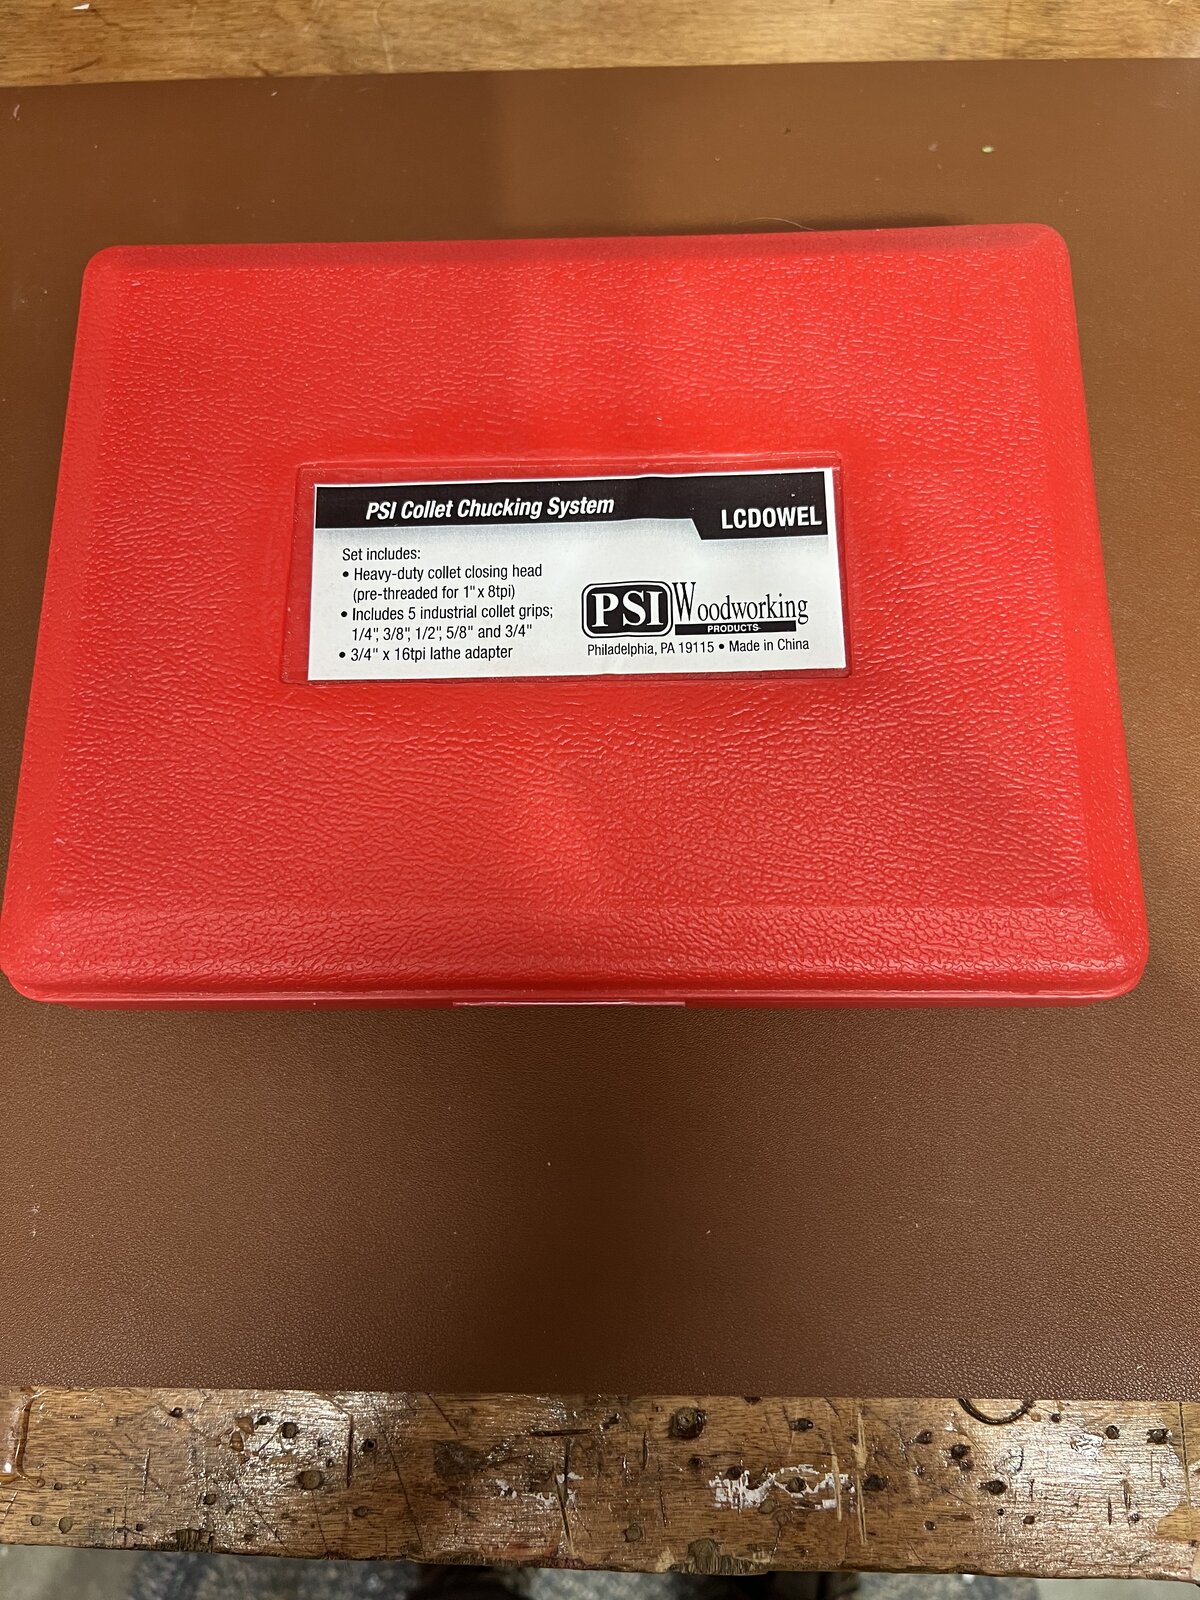 PSI Collet Chucking System
LCDOWEL
Set includes:
• Heavy-duty collet closing head
(pre-threaded for 1" x 8tpi)
• Includes 5 industrial collet grips;
1/4", 3/8", 1/2", 5/8" and 3/4"
• 3/4" x 16tpi lathe adapter
PSI Woodworking
PRODUCTS
Philadelphia, PA 19115 • Made in China